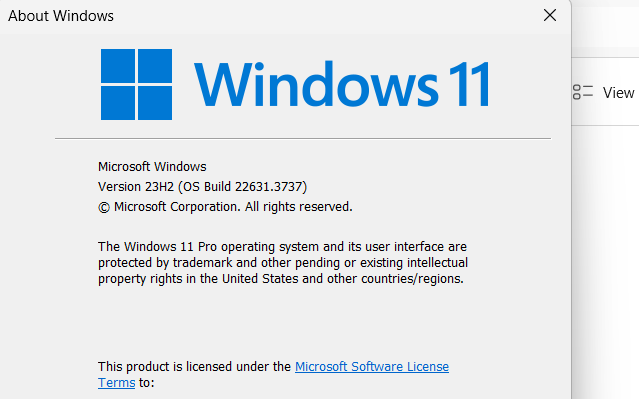 About Windows
Windows 11
View
Microsoft Windows
Version 23H2 (OS Build 22631.3737)
© Microsoft Corporation. All rights reserved.
The Windows 11 Pro operating system and its user interface are
protected by trademark and other pending or existing intellectual
property rights in the United States and other countries/regions.
This product is licensed under the Microsoft Software License
Terms to: